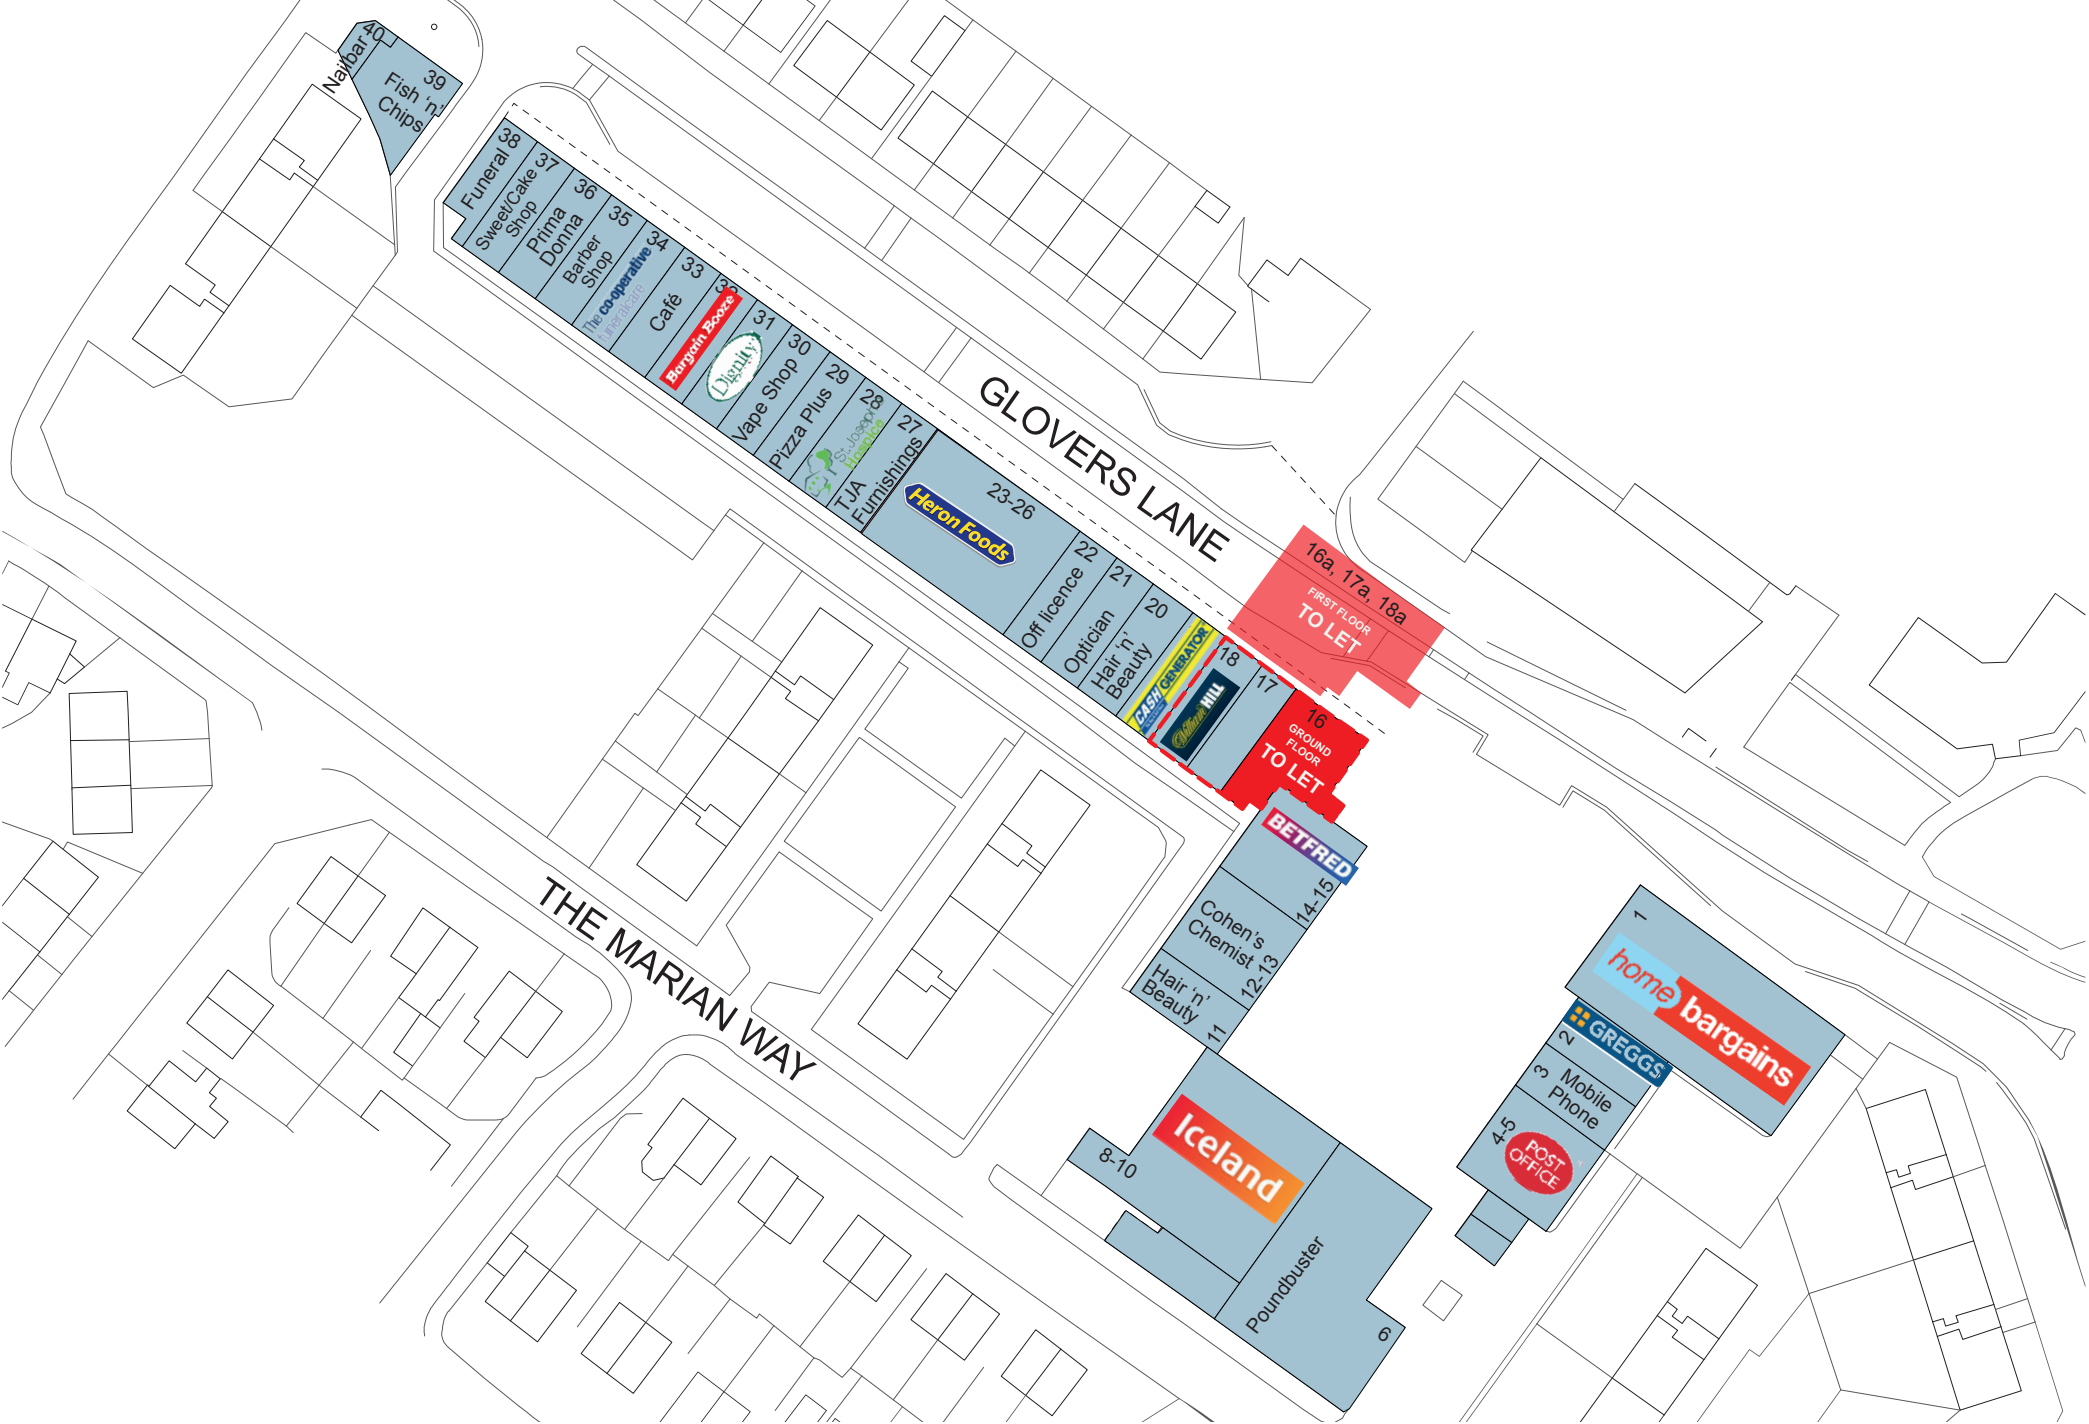 40
Nailbar
39
Fish 'n'
Chips
38
Funeral
37
Sweet/Cake
Shop
36
Prima
Donna
35
Barber
Shop
34
The co-operative
funeralcare
33
Café
32
Bargain Booze
31
Dignity
30
Vape Shop
29
Pizza Plus
28
St Joseph's
Hospice
27
TJA
Furnishings
23-26
Heron Foods
GLOVERS LANE
22
Off licence
21
Optician
20
Hair 'n'
Beauty
CASH GENERATOR
18
William HILL
17
16a, 17a, 18a
FIRST FLOOR
TO LET
16
GROUND
FLOOR
TO LET
BETFRED
14-15
Cohen's
Chemist
12-13
Hair 'n'
Beauty
11
THE MARIAN WAY
1
home
bargains
GREGGS
2
3
Mobile
Phone
4-5
POST
OFFICE
Iceland
8-10
Poundbuster
6